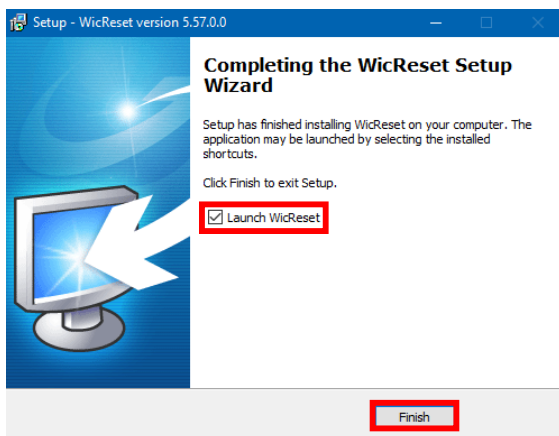 Setup - WicReset version 5.57.0.0
Completing the WicReset Setup
Wizard
Setup has finished installing WicReset on your computer. The
application may be launched by selecting the installed
shortcuts.
Click Finish to exit Setup.
Launch WicReset
Finish